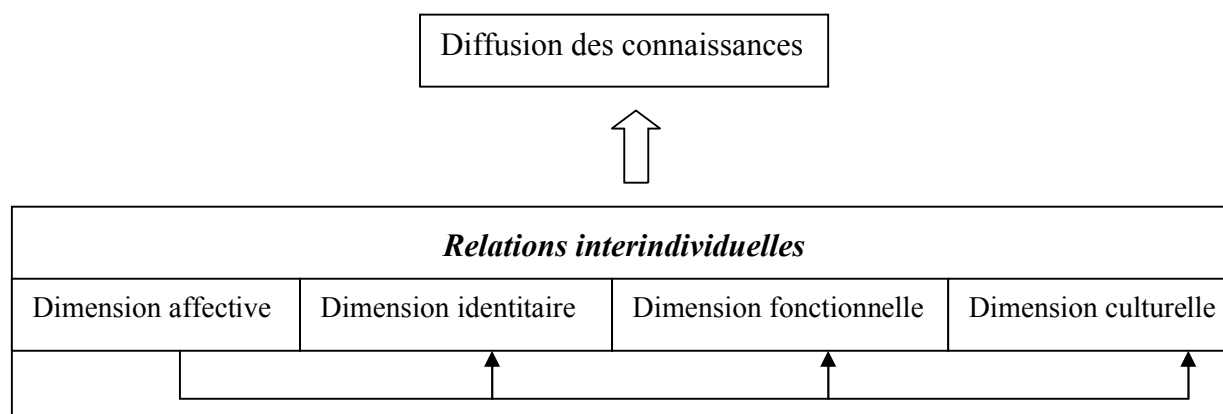 Diffusion des connaissances
Relations interindividuelles
Dimension affective
Dimension identitaire
Dimension fonctionnelle
Dimension culturelle